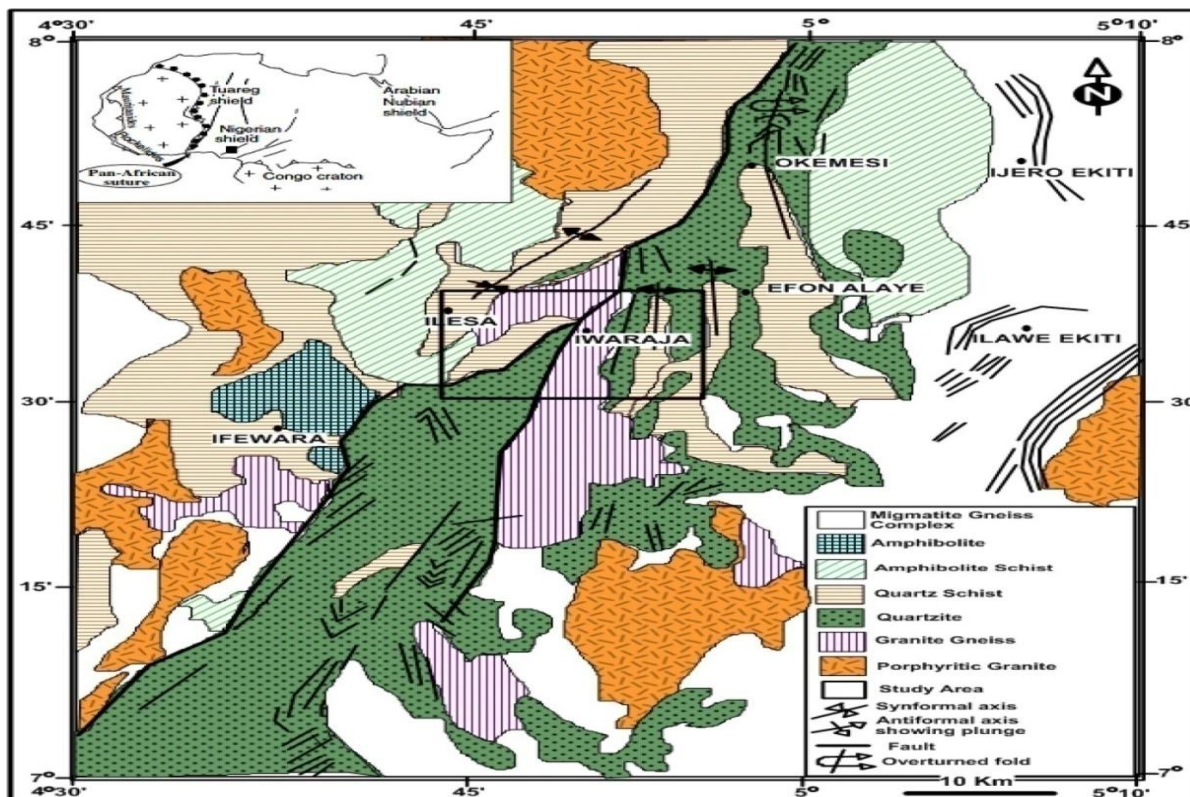 4°30'
45'
5°
5°10'
8°
8°
Tuareg
shield
Arabian
Nubian
shield
Nigerian
shield
Pan-African
suture
Congo craton
N
OKEMESI
IJERO EKITI
45'
45'
EFON ALAYE
ILESA
IWARAJA
ILAWE EKITI
30'
30'
IFEWARA
15'
15'
Migmatite Gneiss
Complex
Amphibolite
Amphibolite Schist
Quartz Schist
Quartzite
Granite Gneiss
Porphyritic Granite
Study Area
Synformal axis
Antiformal axis
showing plunge
Fault
Overturned fold
7°
7°
4°30'
45'
5°
5°10'
10 Km